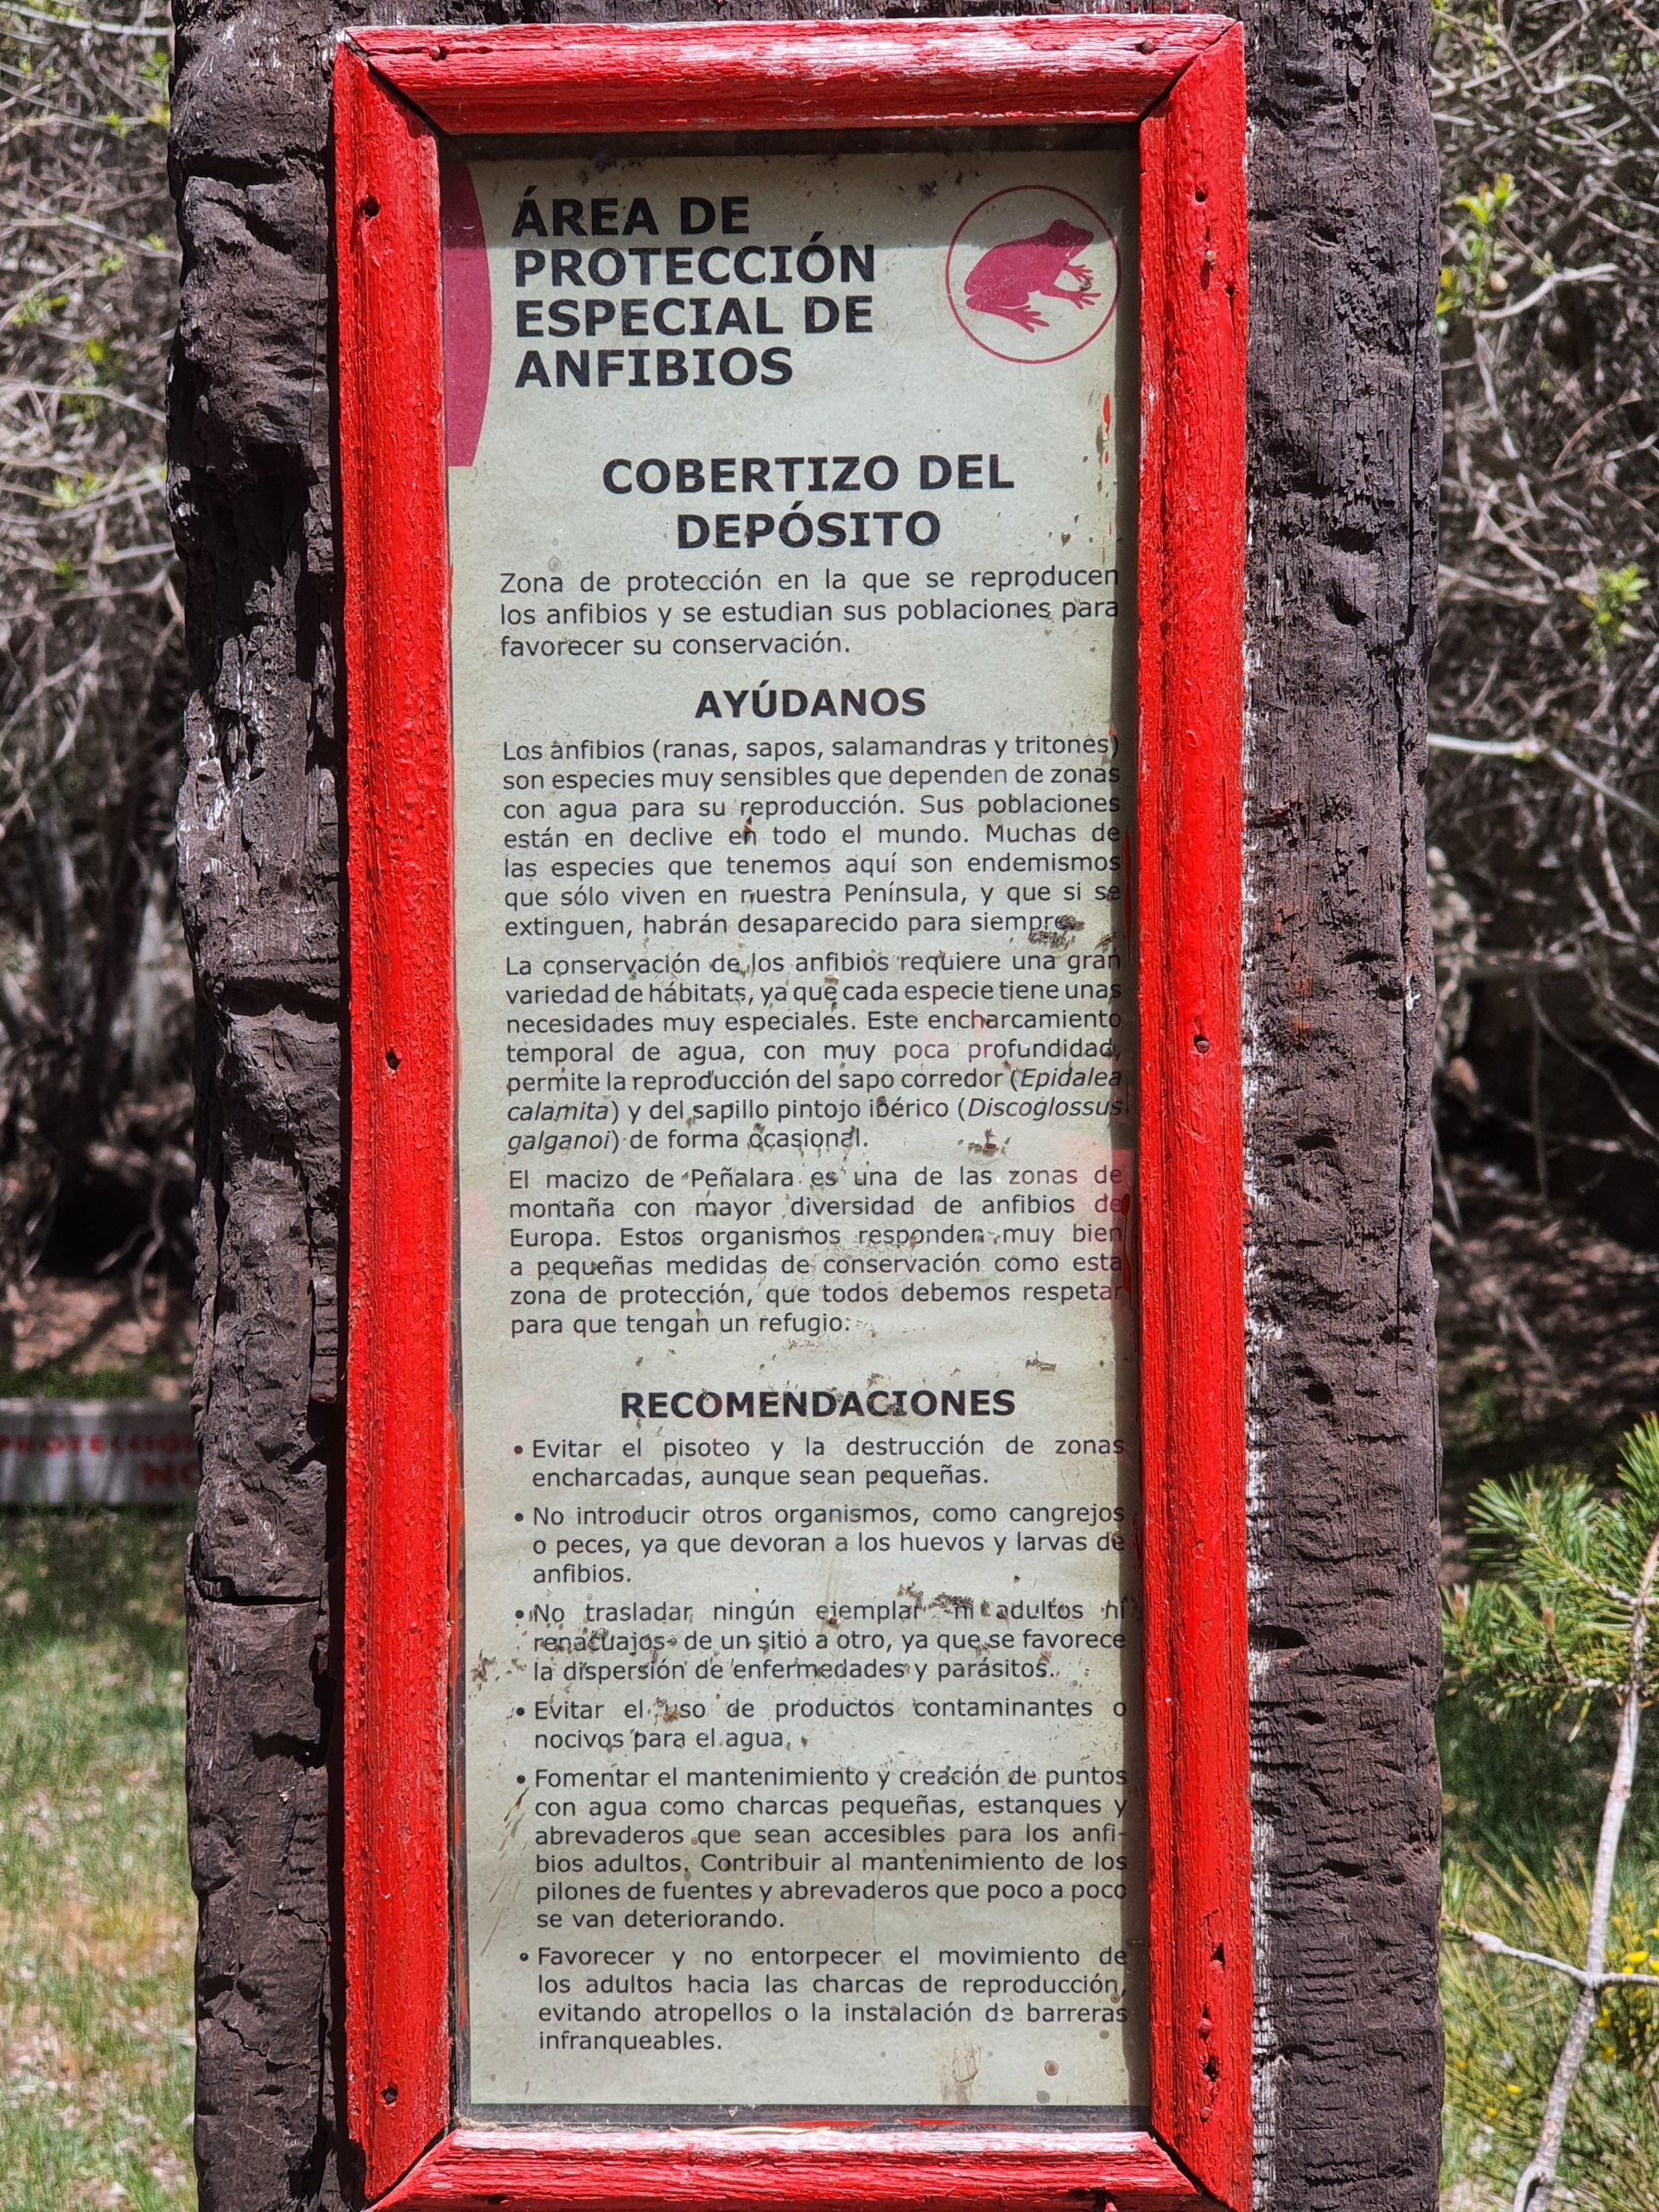 ÁREA DE
PROTECCIÓN
ESPECIAL DE
ANFIBIOS
COBERTIZO DEL
DEPÓSITO
Zona de protección en la que se reproducen
los anfibios y se estudian sus poblaciones para
favorecer su conservación.
AYÚDANOS
Los anfibios (ranas, sapos, salamandras y tritones)
son especies muy sensibles que dependen de zonas
con agua para su reproducción. Sus poblaciones
están en declive en todo el mundo. Muchas de
las especies que tenemos aquí son endemismos
que sólo viven en nuestra Península, y que si se
extinguen, habrán desaparecido para siempre.
La conservación de los anfibios requiere una gran
variedad de hábitats, ya que cada especie tiene unas
necesidades muy especiales. Este encharcamiento
temporal de agua, con muy poca profundidad,
permite la reproducción del sapo corredor (Epidalea
calamita) y del sapillo pintojo ibérico (Discoglossus
galganoi) de forma ocasional.
El macizo de Peñalara es una de las zonas de
montaña con mayor diversidad de anfibios de
Europa. Estos organismos responden muy bien
a pequeñas medidas de conservación como esta
zona de protección, que todos debemos respetar
para que tengan un refugio.
RECOMENDACIONES
• Evitar el pisoteo y la destrucción de zonas
encharcadas, aunque sean pequeñas.
• No introducir otros organismos, como cangrejos
o peces, ya que devoran a los huevos y larvas de
anfibios.
• No trasladar ningún ejemplar -ni adultos ni
renacuajos- de un sitio a otro, ya que se favorece
la dispersión de enfermedades y parásitos.
• Evitar el uso de productos contaminantes o
nocivos para el agua.
• Fomentar el mantenimiento y creación de puntos
con agua como charcas pequeñas, estanques y
abrevaderos que sean accesibles para los anfi-
bios adultos. Contribuir al mantenimiento de los
pilones de fuentes y abrevaderos que poco a poco
se van deteriorando.
• Favorecer y no entorpecer el movimiento de
los adultos hacia las charcas de reproducción,
evitando atropellos o la instalación de barreras
infranqueables.